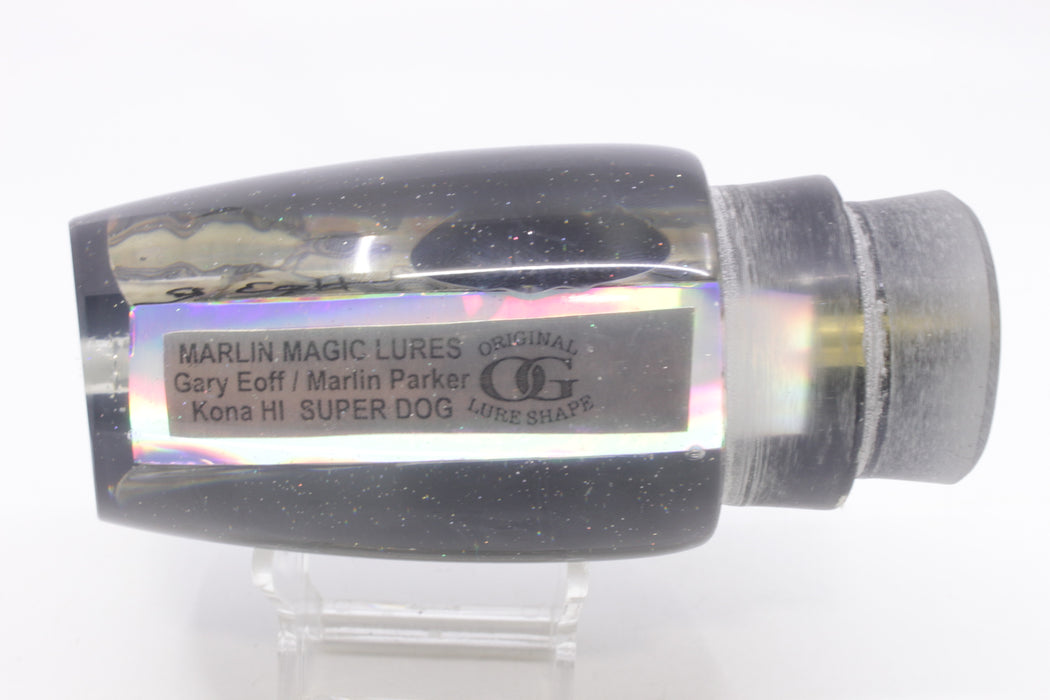 MARLIN MAGIC LURES
Gary Eoff / Marlin Parker
Kona HI SUPER DOG
ORIGINAL
OG
LURE SHAPE